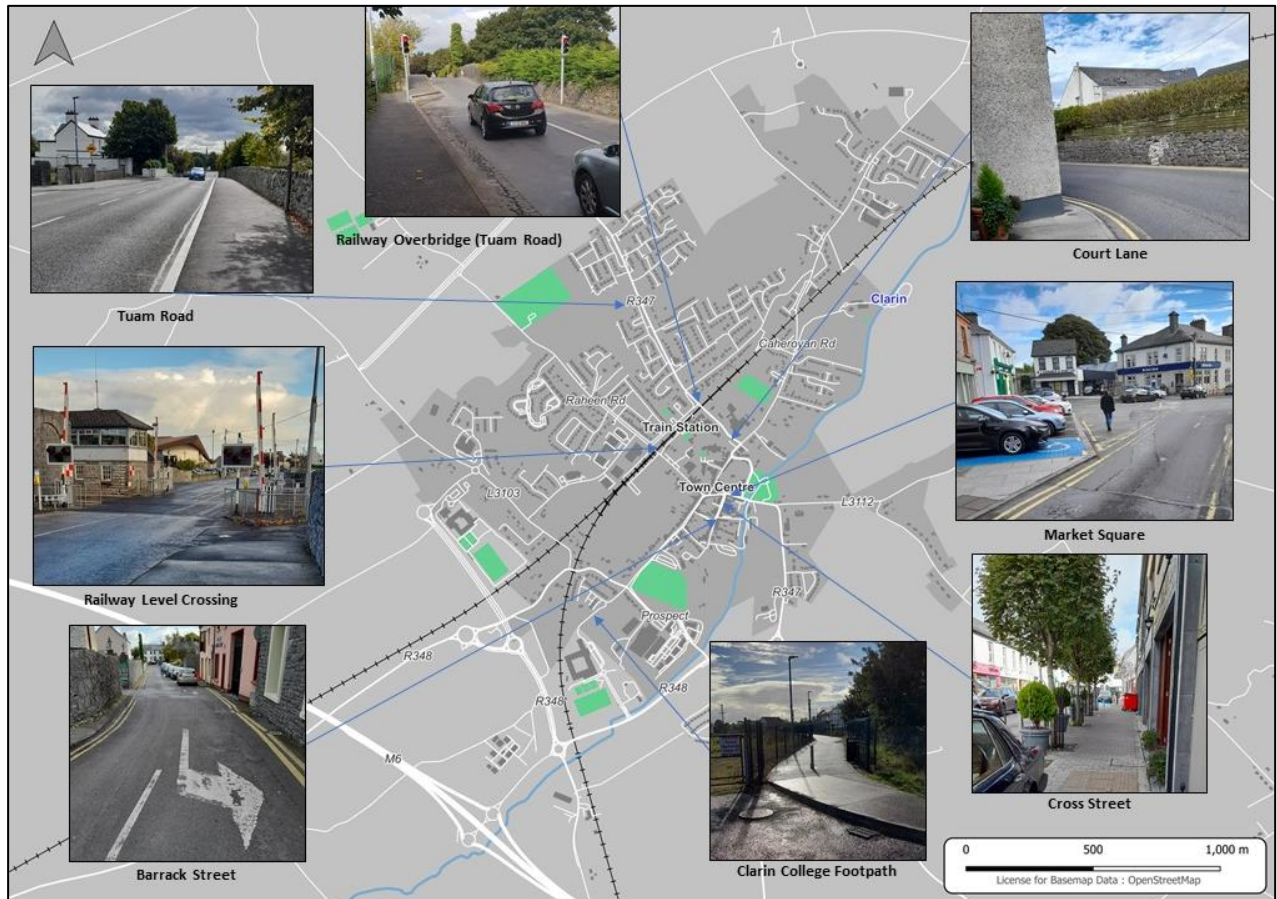 Railway Overbridge (Tuam Road)
Court Lane
Tuam Road
R347
Clarin
Caheroyan Rd
Raheen Rd
Train Station
Town Centre
L3103
L3112
Market Square
Railway Level Crossing
R347
Prospect
R348
R348
R348
M6
Barrack Street
Clarin College Footpath
Cross Street
0 500 1,000 m
License for Basemap Data : OpenStreetMap